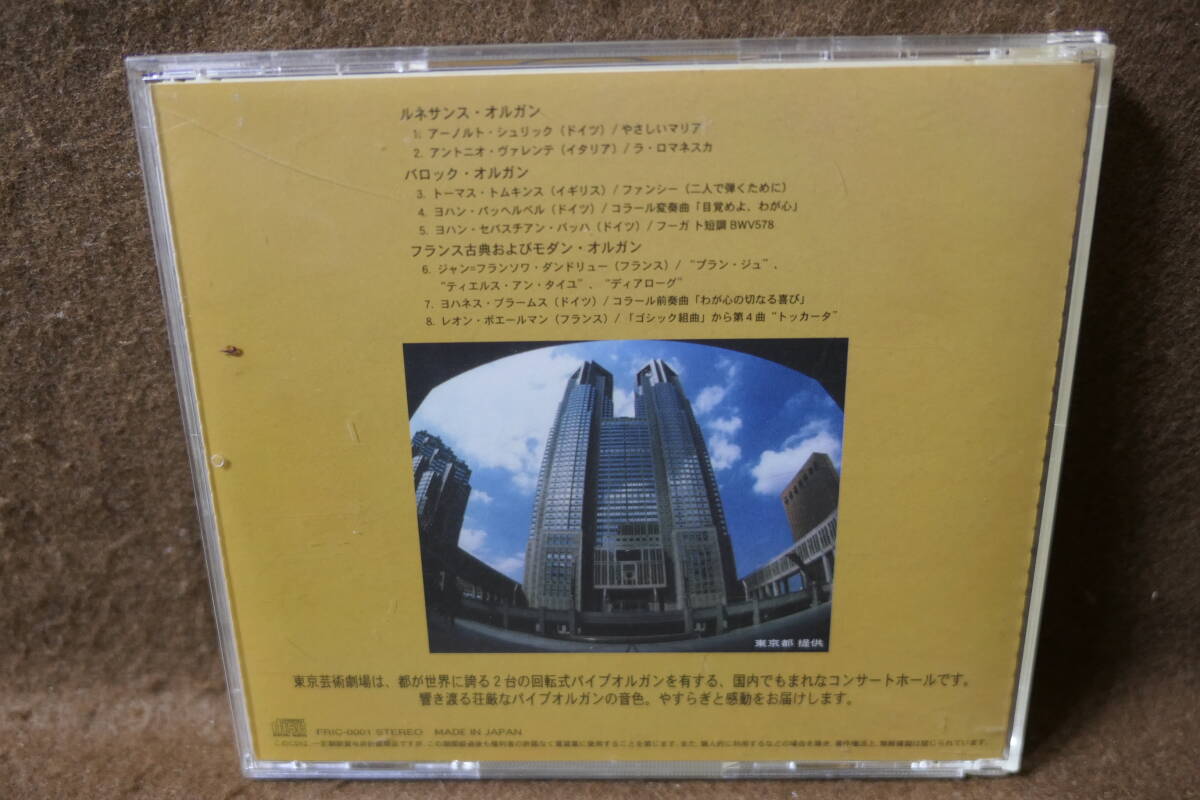 ルネサンス・オルガン
1. アーノルト・シュリック（ドイツ）/ やさしいマリア
2. アントニオ・ヴァレンテ（イタリア）/ ラ・ロマネスカ
バロック・オルガン
3. トーマス・トムキンス（イギリス）/ ファンシー（二人で弾くために）
4. ヨハン・パッヘルベル（ドイツ）/ コラール変奏曲「目覚めよ、わが心」
5. ヨハン・セバスチアン・バッハ（ドイツ）/ フーガ ト短調 BWV578
フランス古典およびモダン・オルガン
6. ジャン=フランソワ・ダンドリュー（フランス）/ “プラン・ジュ”、
“ティエルス・アン・タイユ”、“ディアローグ”
7. ヨハネス・ブラームス（ドイツ）/ コラール前奏曲「わが心の切なる喜び」
8. レオン・ボエールマン（フランス）/ 「ゴシック組曲」から第4曲 “トッカータ”
東京都 提供
東京芸術劇場は、都が世界に誇る2台の回転式パイプオルガンを有する、国内でもまれなコンサートホールです。
響き渡る荘厳なパイプオルガンの音色。やすらぎと感動をお届けします。
FRIC-0001 STEREO MADE IN JAPAN